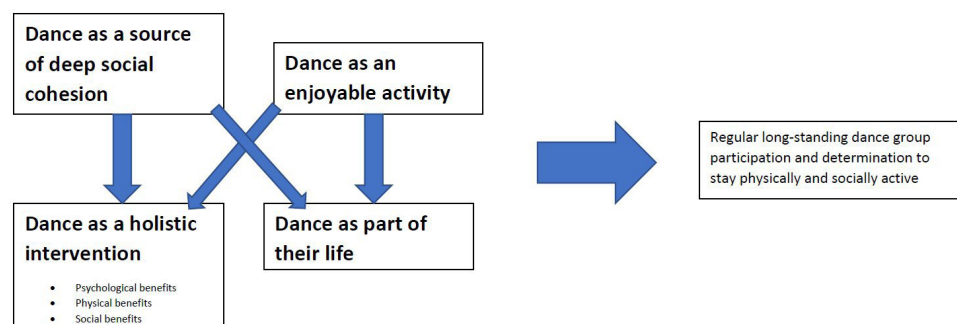 Dance as a source
of deep social
cohesion
Dance as an
enjoyable activity
Regular long-standing dance group
participation and determination to
stay physically and socially active
Dance as a holistic
intervention
• Psychological benefits
• Physical benefits
• Social benefits
Dance as part of
their life